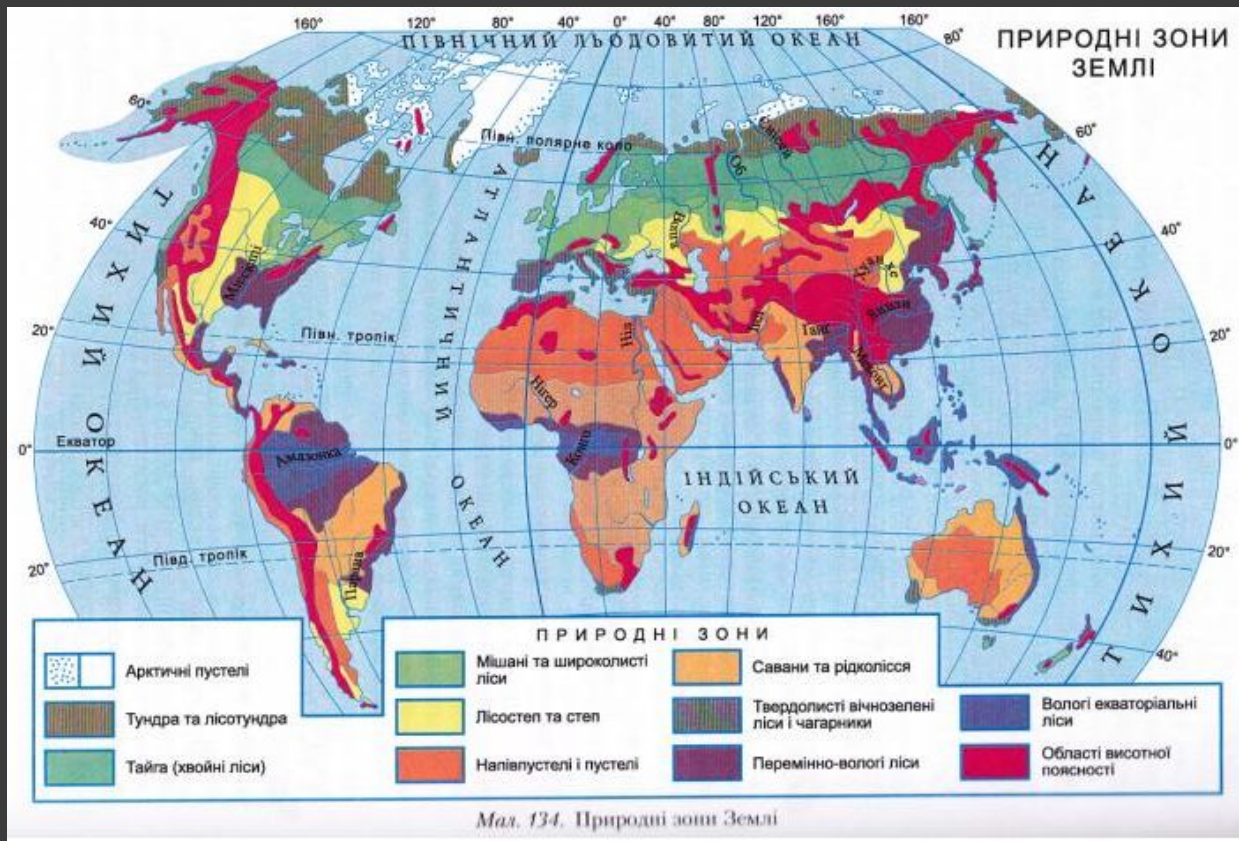 160° 120° 80° 40° 0° 40° 80° 120° 160° 160°
ПІВНІЧНИЙ ЛЬОДОВИТИЙ ОКЕАН
80°
ПРИРОДНІ ЗОНИ
ЗЕМЛІ
60°
Півн. полярне коло
Єнісей
Об
60°
40°
Волга
40°
Міссісіпі
Хуанхе
Янцзи
20°
Півн. тропік
Ніл
Інд
Ганг
Меконг
20°
Нігер
ТИХИЙ ОКЕАН
АТЛАНТИЧНИЙ ОКЕАН
ТИХИЙ ОКЕАН
Екватор
0°
Амазонка
Конго
0°
ІНДІЙСЬКИЙ
ОКЕАН
Півд. тропік
20°
Парана
20°
40°
ПРИРОДНІ ЗОНИ
Арктичні пустелі
Тундра та лісотундра
Тайга (хвойні ліси)
Мішані та широколисті
ліси
Лісостеп та степ
Напівпустелі і пустелі
Савани та рідколісся
Твердолисті вічнозелені
ліси і чагарники
Перемінно-вологі ліси
Вологі екваторіальні
ліси
Області висотної
поясності
Мал. 134. Природні зони Землі